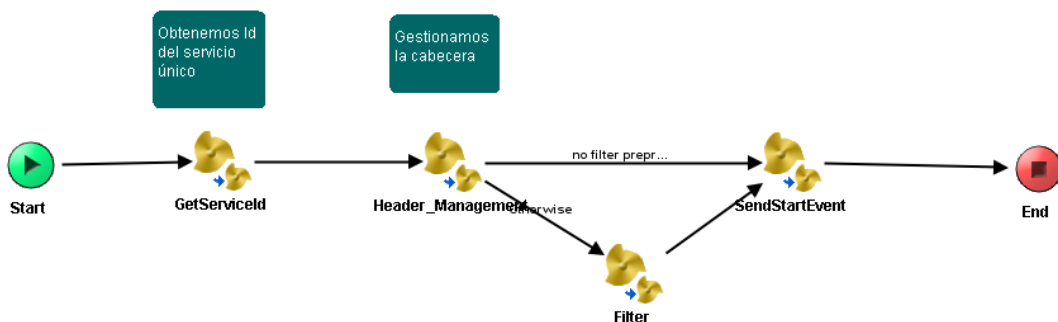 Obtenemos Id
del servicio
único
Gestionamos
la cabecera
no filter prepr...
otherwise
Start
GetServiceId
Header_Management
SendStartEvent
End
Filter